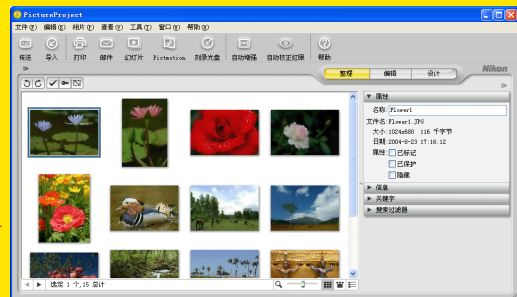 PictureProject
文件(F) 编辑(E) 相片(P) 查看(V) 工具(T) 窗口(W) 帮助(H)
传送 导入 打印 邮件 幻灯片 Pictmotion 刻录光盘 自动增强 自动校正红眼 帮助
整理 编辑 设计 Nikon
属性
名称: Flower1
文件名: Flower1.JPG
大小: 1024x680 116 千字节
日期: 2004-8-23 17:16:12
属性: 已标记
已保护
隐藏
信息
关键字
搜索过滤器
选定 1 个,15 总计